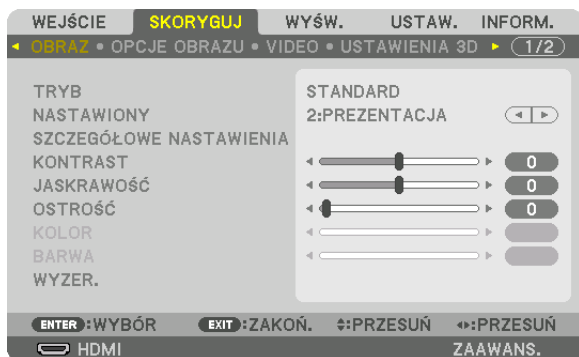 WEJŚCIE SKORYGUJ WYŚW. USTAW. INFORM.
OBRAZ • OPCJE OBRAZU • VIDEO • USTAWIENIA 3D 1/2
TRYB STANDARD
NASTAWIONY 2:PREZENTACJA
SZCZEGÓŁOWE NASTAWIENIA
KONTRAST 0
JASKRAWOŚĆ 0
OSTROŚĆ 0
KOLOR
BARWA
WYZER.
ENTER :WYBÓR EXIT :ZAKOŃ. :PRZESUŃ :PRZESUŃ
HDMI ZAAWANS.